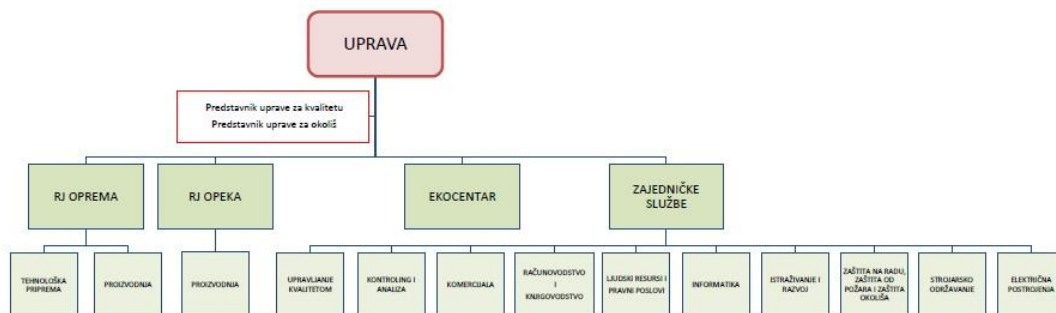 UPRAVA
Predstavnik uprave za kvalitetu
Predstavnik uprave za okoliš
RJ OPREMA
RJ OPEKA
EKOCENTAR
ZAJEDNIČKE
SLUŽBE
TEHNOLOŠKA
PRIPREMA
PROIZVODNJA
PROIZVODNJA
UPRAVLJANJE
KVALITETOM
KONTROLING I
ANALIZA
KOMERCIJALA
RAČUNOVODSTVO
I
KNJIGOVODSTVO
LJUDSKI RESURSI I
PRAVNI POSLOVI
INFORMATIKA
ISTRAŽIVANJE I
RAZVOJ
ZAŠTITA NA RADU,
ZAŠTITA OD
POŽARA I ZAŠTITA
OKOLIŠA
STROJARSKO
ODRŽAVANJE
ELEKTRIČNA
POSTROJENJA